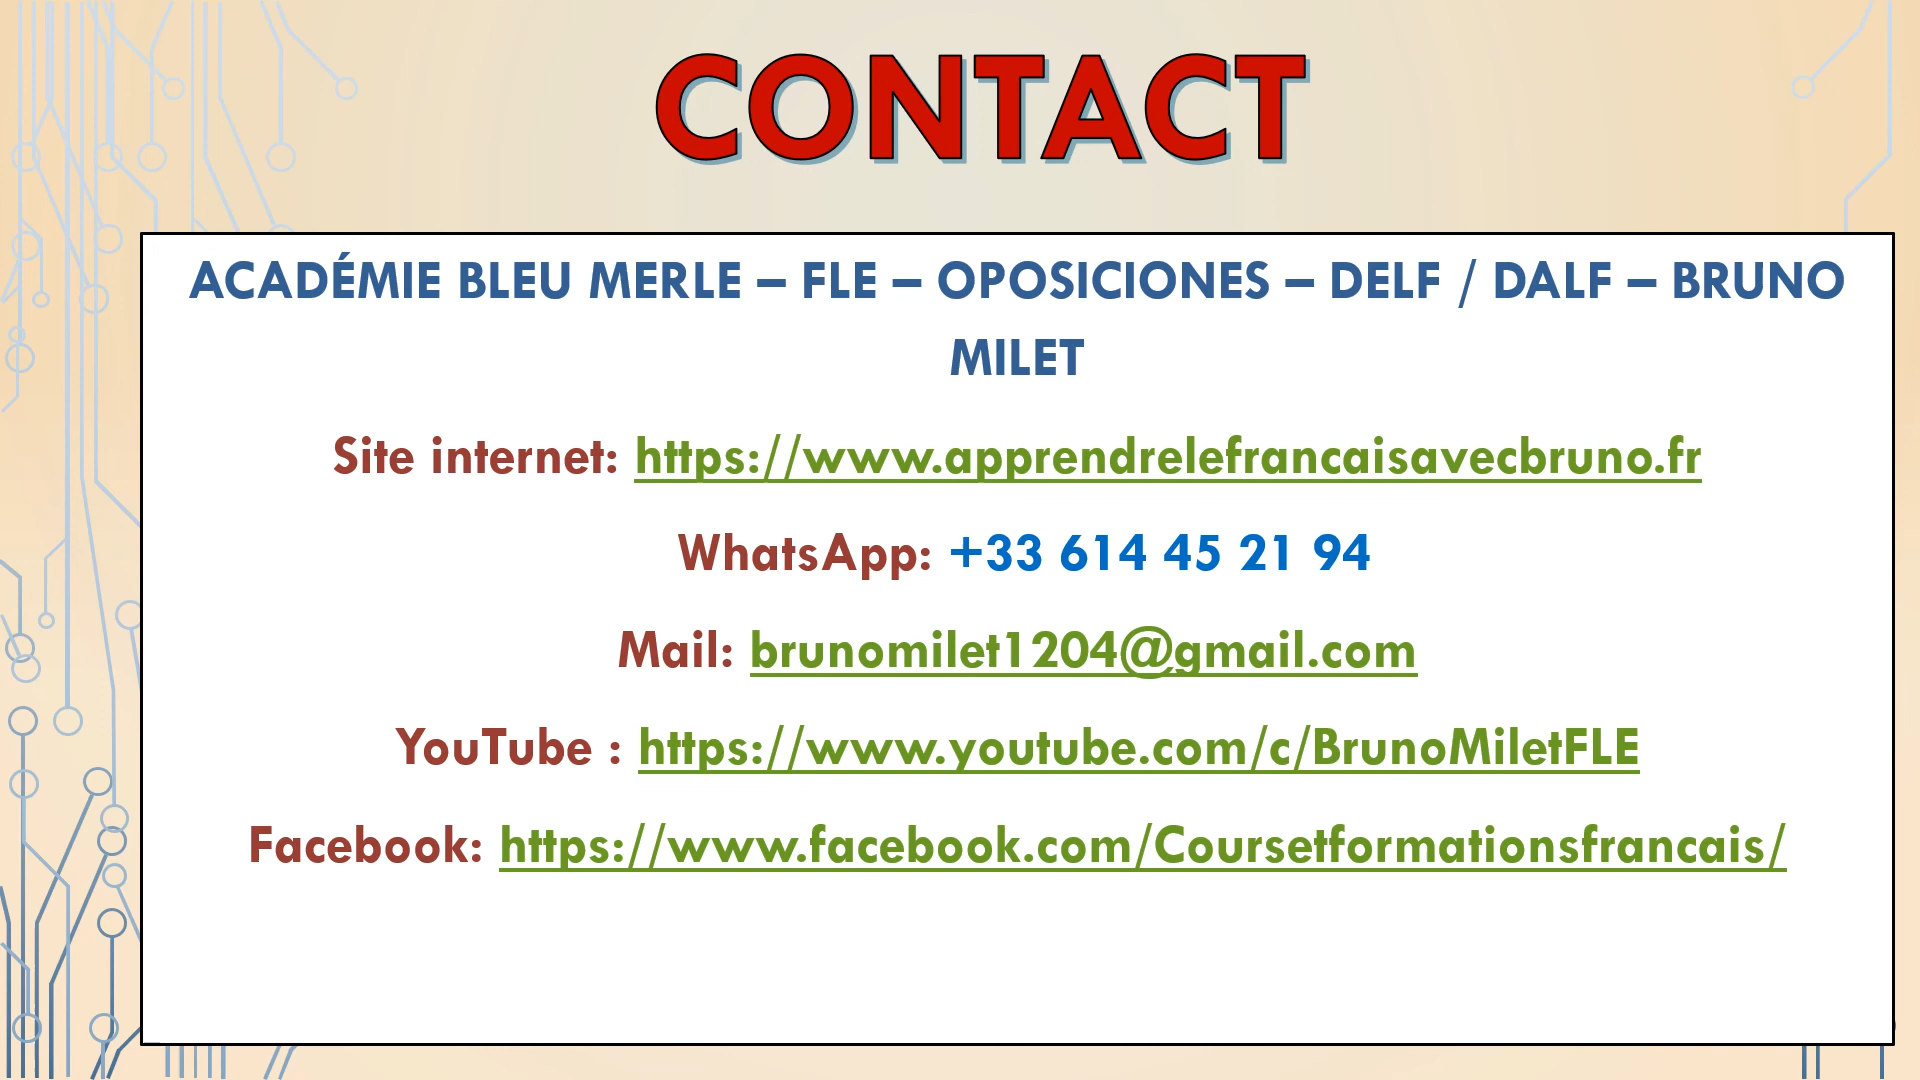 CONTACT
ACADÉMIE BLEU MERLE – FLE – OPOSICIONES – DELF / DALF – BRUNO
MILET
Site internet: https://www.apprendrelefrancaisavecbruno.fr
WhatsApp: +33 614 45 21 94
Mail: brunomilet1204@gmail.com
YouTube : https://www.youtube.com/c/BrunoMiletFLE
Facebook: https://www.facebook.com/Coursetformationsfrancais/